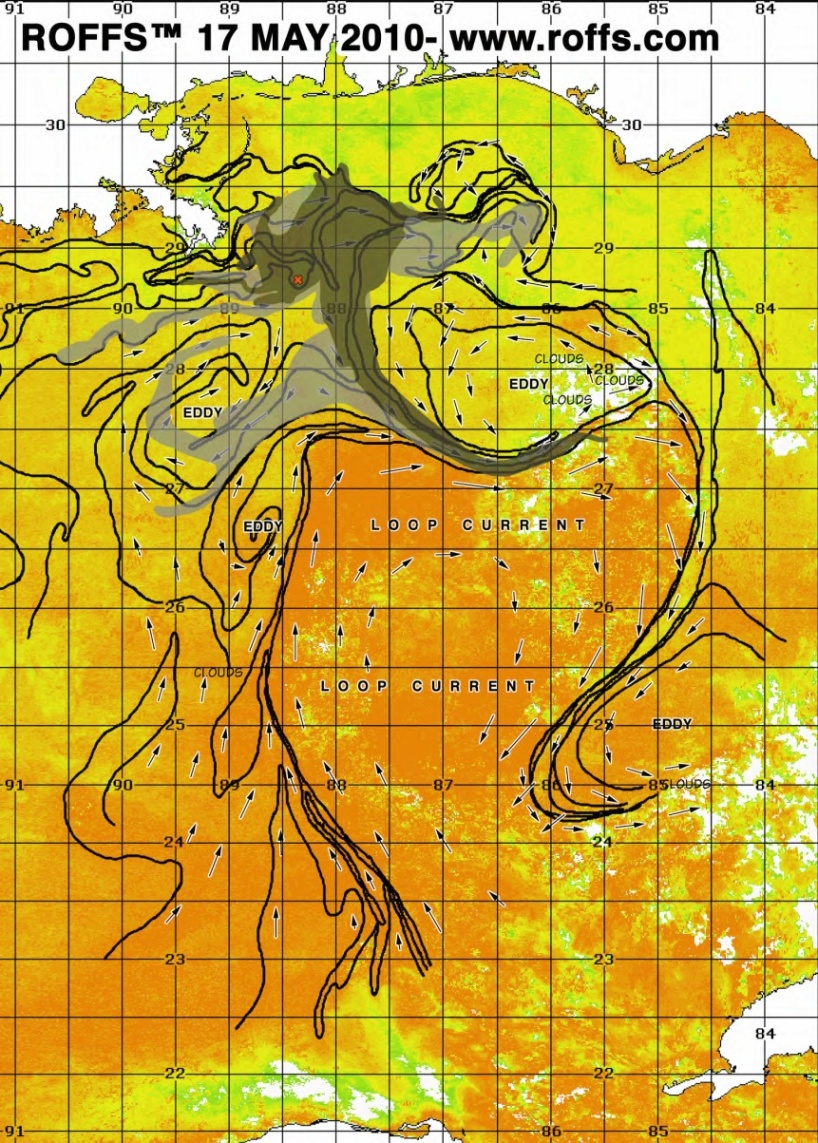 91 90 89 88 87 86 85 84
ROFFS™ 17 MAY 2010- www.roffs.com
30 30
29 29
91 90 89 88 87 86 85 84
CLOUDS
28 28
EDDY CLOUDS
CLOUDS
EDDY
27 27
EDDY LOOP CURRENT
26 26
CLOUDS
LOOP CURRENT
25 25 EDDY
91 90 89 88 87 86 85 84
CLOUDS
24 24
23 23
84
22 22
91 86 85